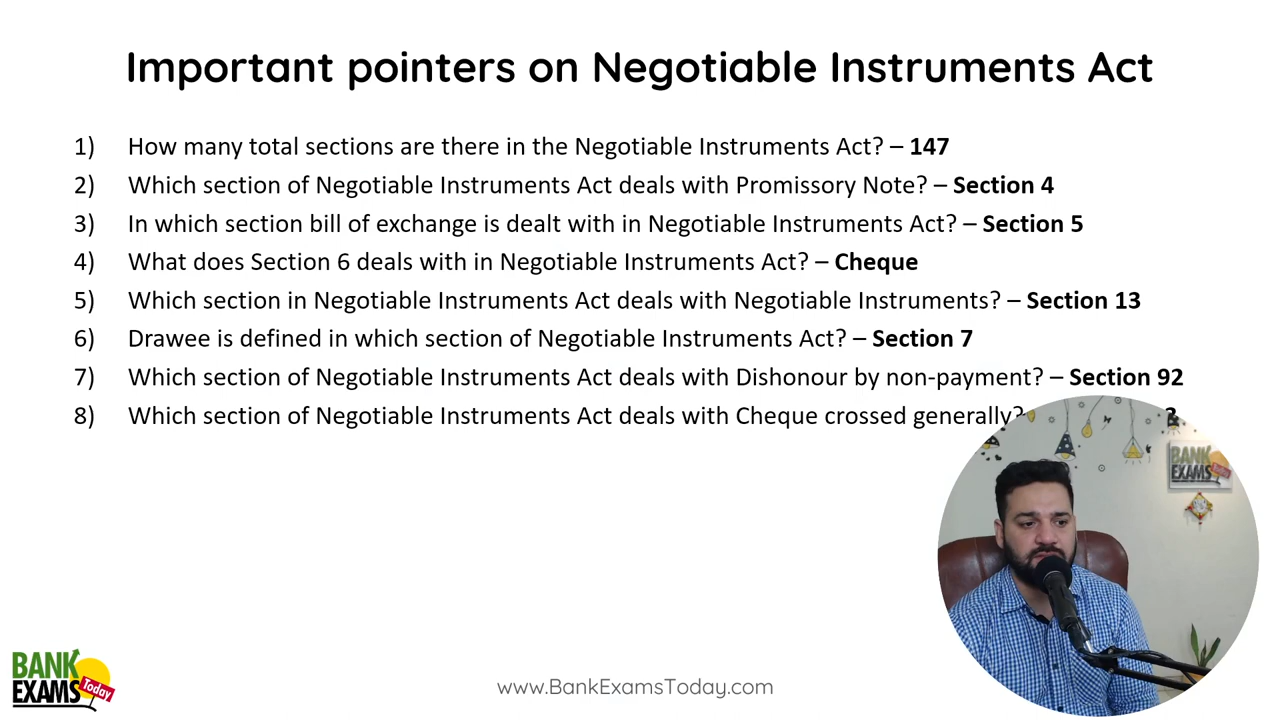 Important pointers on Negotiable Instruments Act
1) How many total sections are there in the Negotiable Instruments Act? – 147
2) Which section of Negotiable Instruments Act deals with Promissory Note? – Section 4
3) In which section bill of exchange is dealt with in Negotiable Instruments Act? – Section 5
4) What does Section 6 deals with in Negotiable Instruments Act? – Cheque
5) Which section in Negotiable Instruments Act deals with Negotiable Instruments? – Section 13
6) Drawee is defined in which section of Negotiable Instruments Act? – Section 7
7) Which section of Negotiable Instruments Act deals with Dishonour by non-payment? – Section 92
8) Which section of Negotiable Instruments Act deals with Cheque crossed generally?
BANK
EXAMS
BANK
EXAMS Today
www.BankExamsToday.com